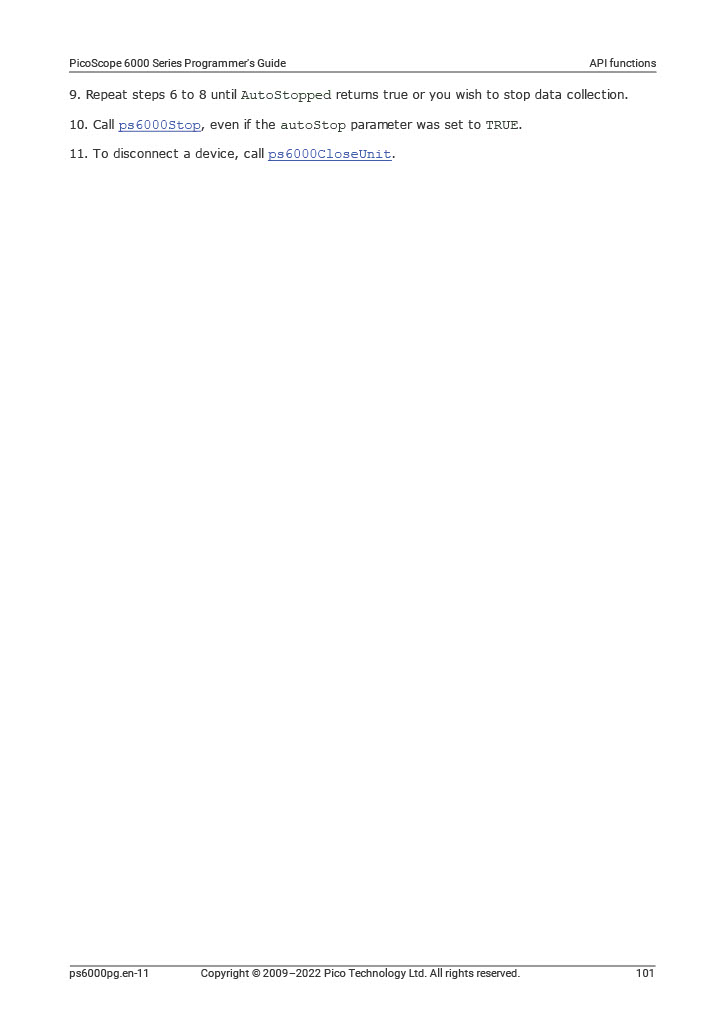 PicoScope 6000 Series Programmer's Guide API functions
9. Repeat steps 6 to 8 until AutoStopped returns true or you wish to stop data collection.
10. Call ps6000Stop, even if the autoStop parameter was set to TRUE.
11. To disconnect a device, call ps6000CloseUnit.
ps6000pg.en-11 Copyright © 2009–2022 Pico Technology Ltd. All rights reserved. 101